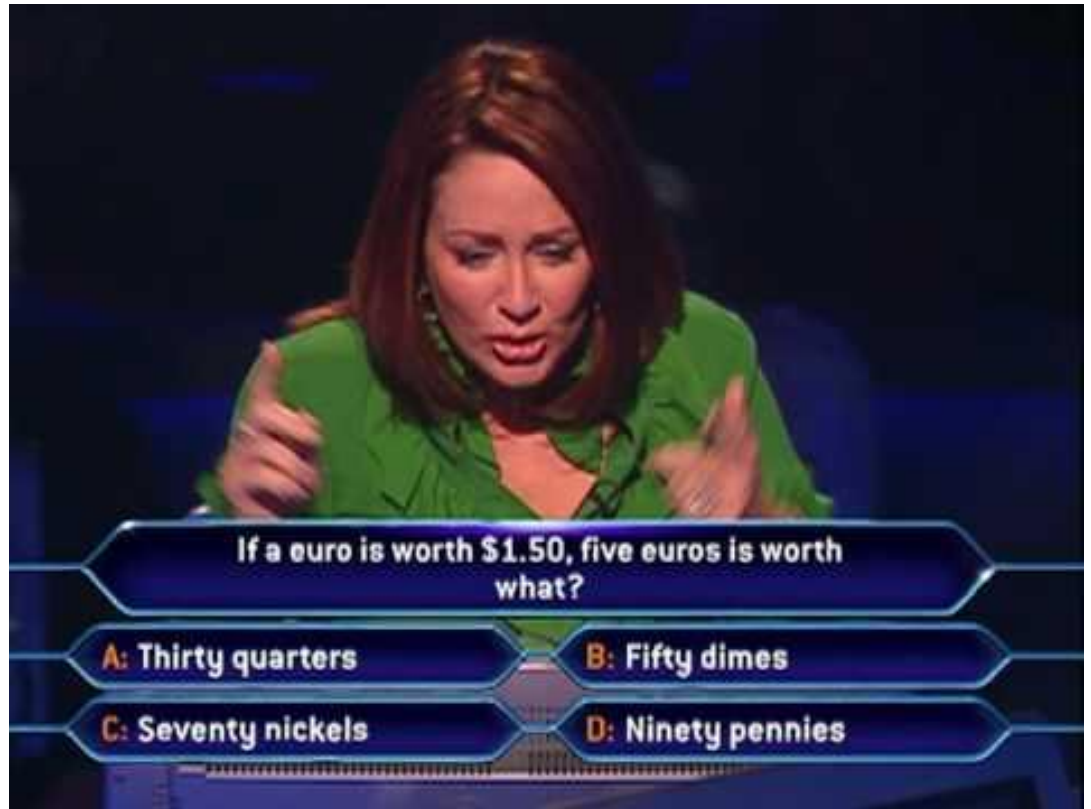 If a euro is worth $1.50, five euros is worth
what?
A: Thirty quarters
B: Fifty dimes
C: Seventy nickels
D: Ninety pennies